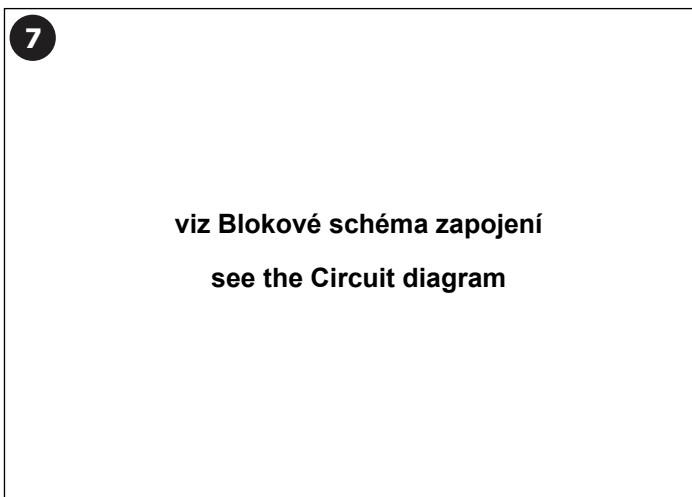 7
viz Blokové schéma zapojení
see the Circuit diagram